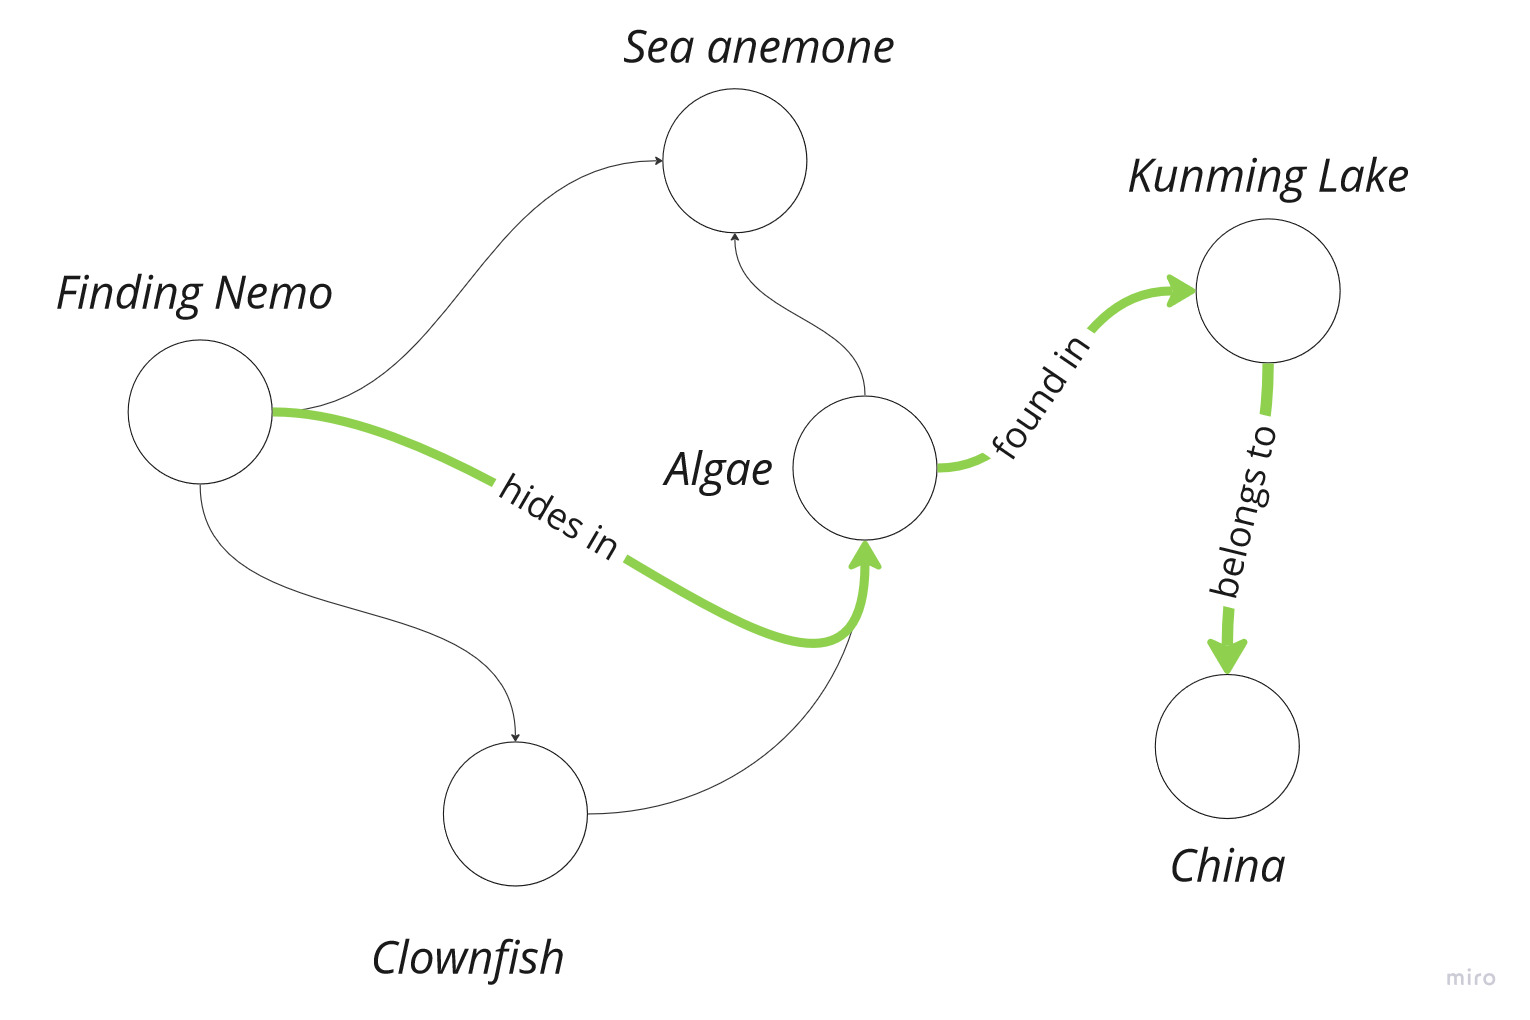 Sea anemone
Kunming Lake
Finding Nemo
found in
Algae
hides in
belongs to
China
Clownfish
miro